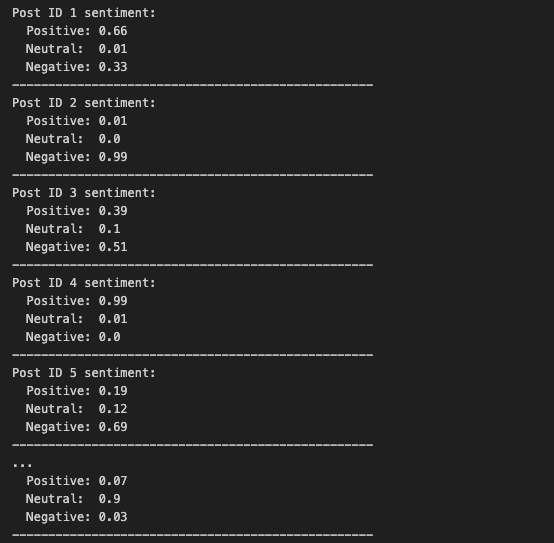 Post ID 1 sentiment:
  Positive: 0.66
  Neutral:  0.01
  Negative: 0.33
--------------------------------------------------
Post ID 2 sentiment:
  Positive: 0.01
  Neutral:  0.0
  Negative: 0.99
--------------------------------------------------
Post ID 3 sentiment:
  Positive: 0.39
  Neutral:  0.1
  Negative: 0.51
--------------------------------------------------
Post ID 4 sentiment:
  Positive: 0.99
  Neutral:  0.01
  Negative: 0.0
--------------------------------------------------
Post ID 5 sentiment:
  Positive: 0.19
  Neutral:  0.12
  Negative: 0.69
--------------------------------------------------
...
  Positive: 0.07
  Neutral:  0.9
  Negative: 0.03
--------------------------------------------------